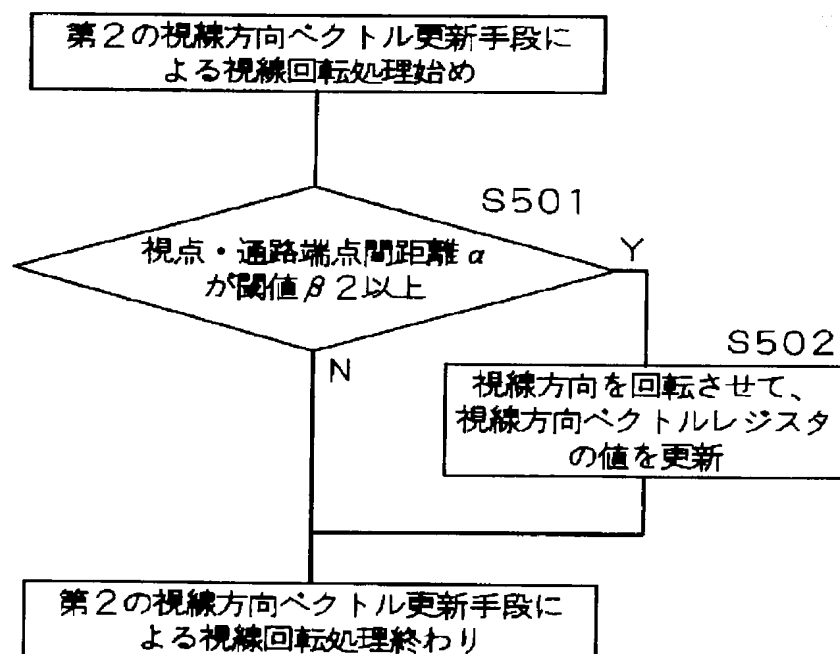 第2の視線方向ベクトル更新手段に
よる視線回転処理始め
S501
視点・通路端点間距離α
が閾値β2以上
Y
N
S502
視線方向を回転させて、
視線方向ベクトルレジスタ
の値を更新
第2の視線方向ベクトル更新手段に
よる視線回転処理終わり